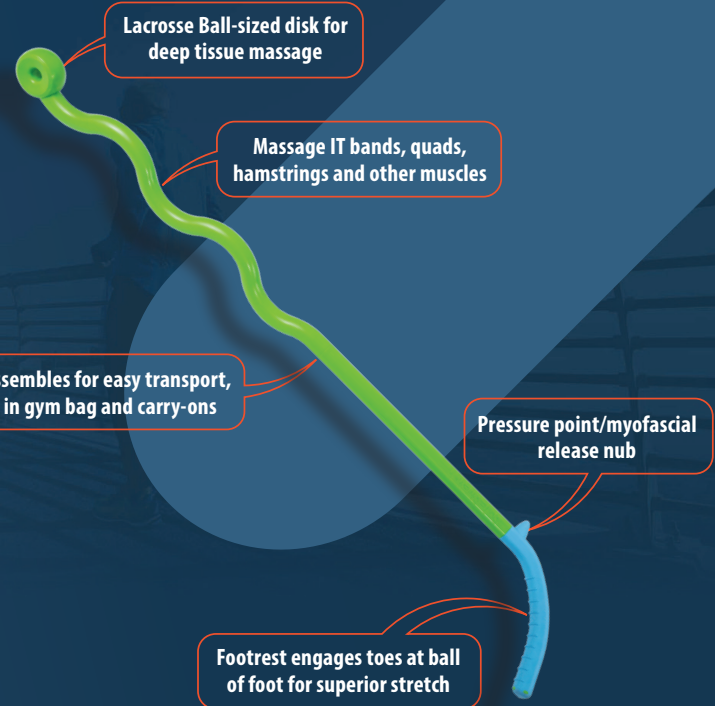 Lacrosse Ball-sized disk for
deep tissue massage
Massage IT bands, quads,
hamstrings and other muscles
for easy transport,
in gym bag and carry-ons
Pressure point/myofascial
release nub
Footrest engages toes at ball
of foot for superior stretch